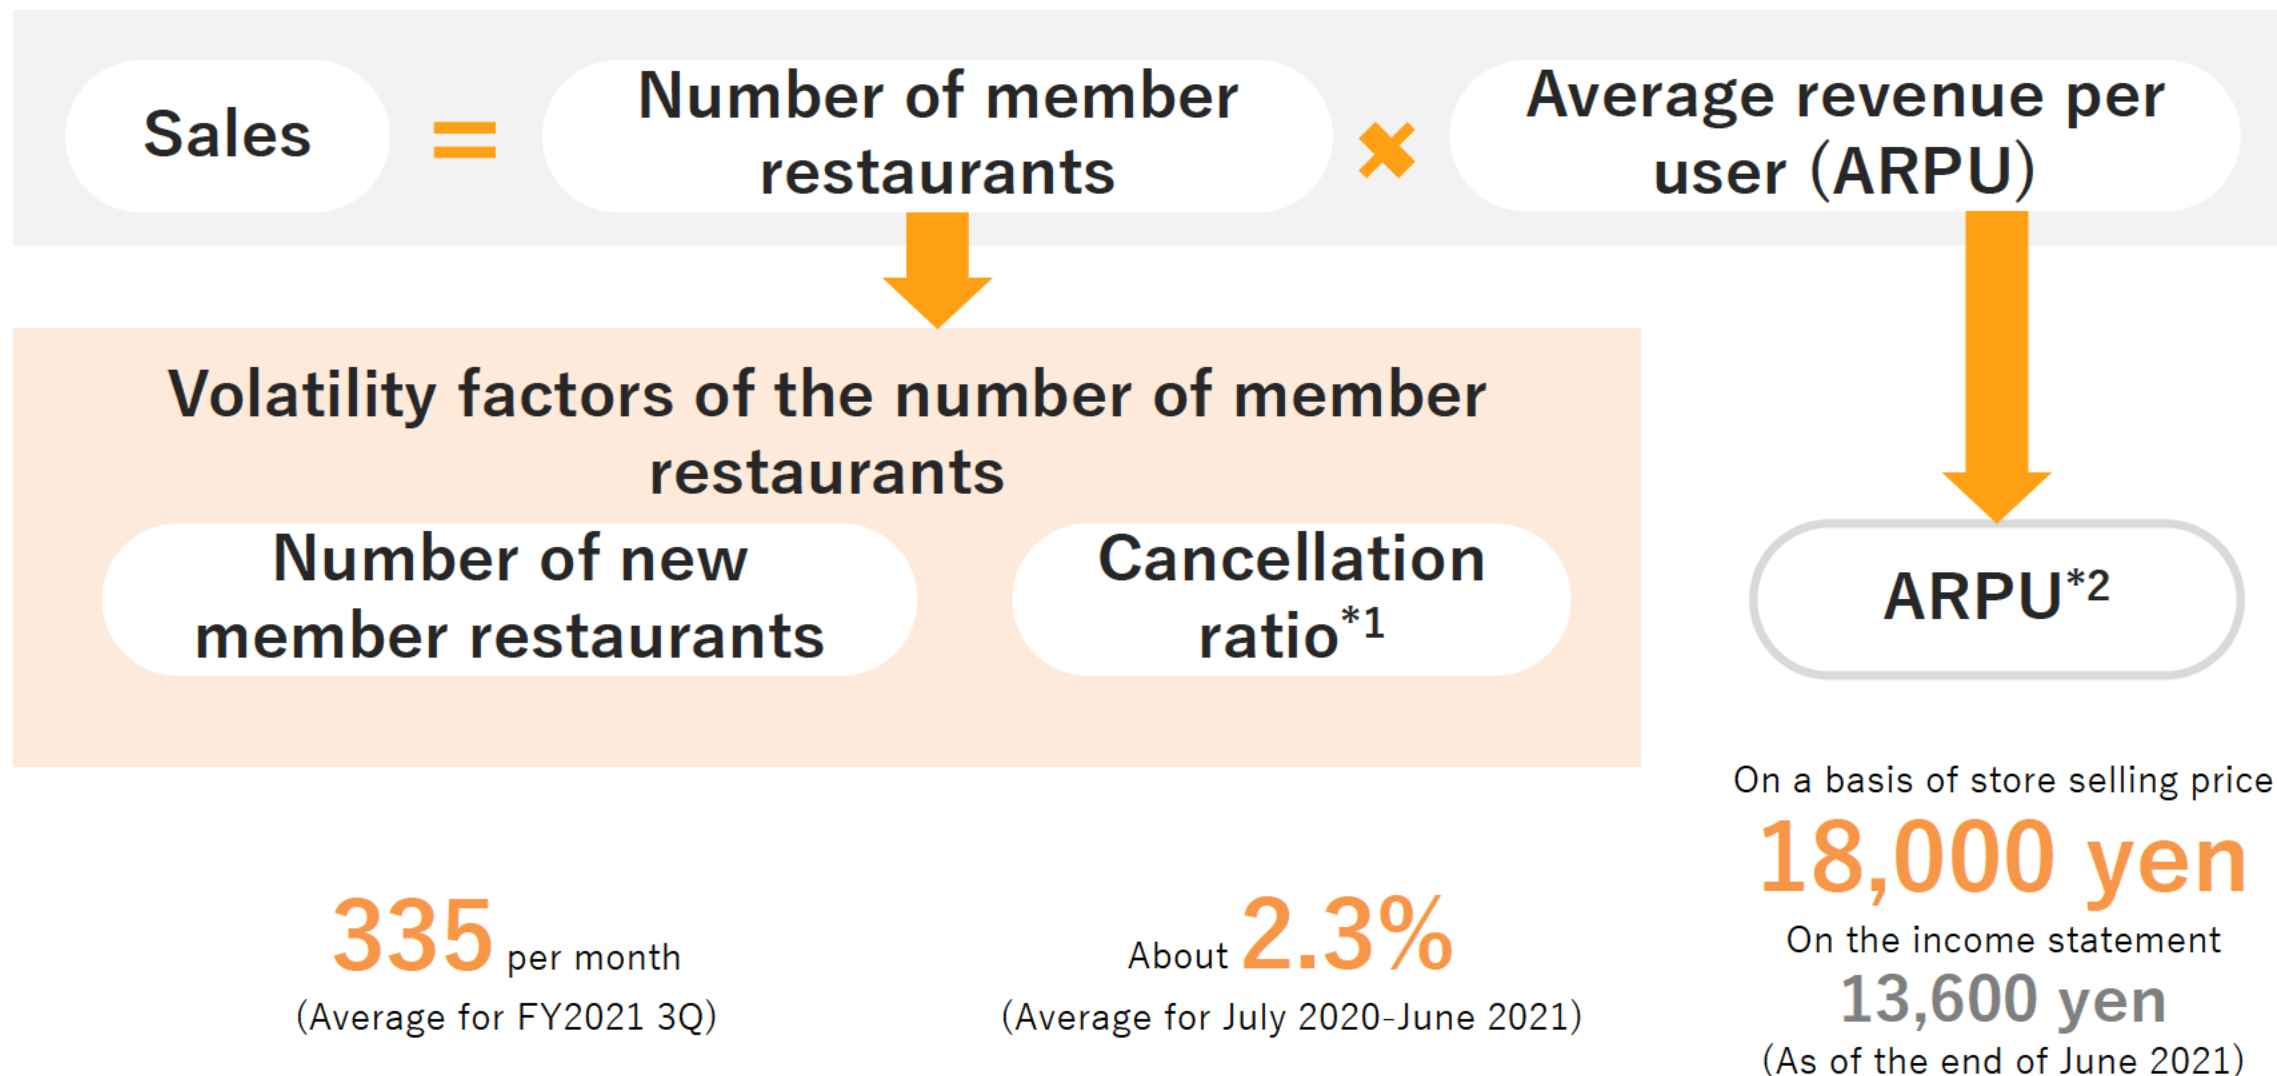 Sales
=
Number of member
restaurants
×
Average revenue per
user (ARPU)
Volatility factors of the number of member
restaurants
Number of new
member restaurants
Cancellation
ratio*1
ARPU*2
335 per month
(Average for FY2021 3Q)
About 2.3%
(Average for July 2020-June 2021)
On a basis of store selling price
18,000 yen
On the income statement
13,600 yen
(As of the end of June 2021)